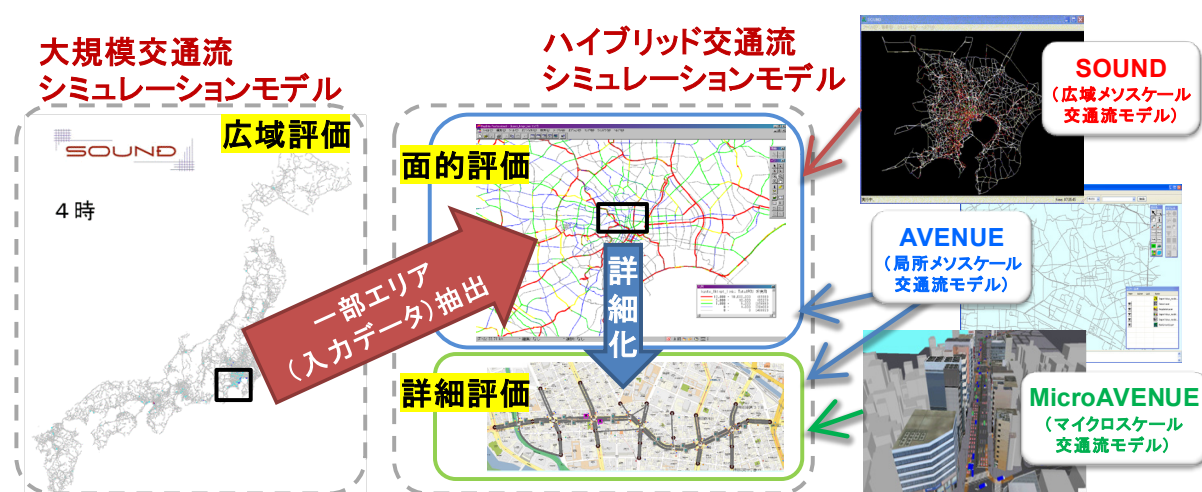 大規模交通流
シミュレーションモデル
広域評価
SOUND
4時
一部エリア
(入力データ)抽出
ハイブリッド交通流
シミュレーションモデル
面的評価
詳細化
詳細評価
SOUND
(広域メソスケール
交通流モデル)
AVENUE
(局所メソスケール
交通流モデル)
MicroAVENUE
(マイクロスケール
交通流モデル)